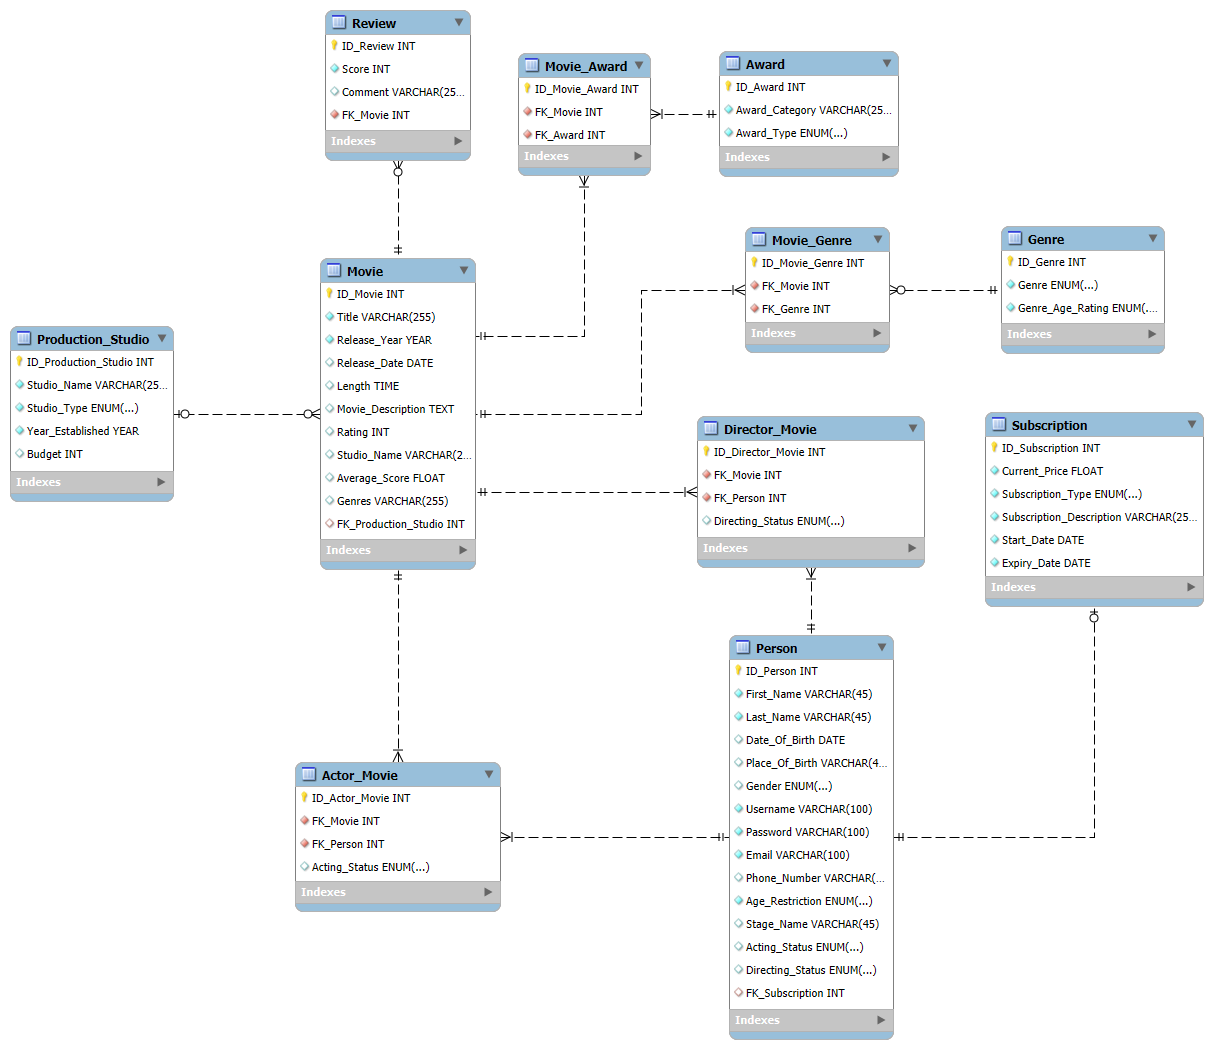 Review
ID_Review INT
Score INT
Comment VARCHAR(25...
FK_Movie INT
Indexes
Movie_Award
ID_Movie_Award INT
FK_Movie INT
FK_Award INT
Indexes
Award
ID_Award INT
Award_Category VARCHAR(25...
Award_Type ENUM(...)
Indexes
Movie_Genre
ID_Movie_Genre INT
FK_Movie INT
FK_Genre INT
Indexes
Genre
ID_Genre INT
Genre ENUM(...)
Genre_Age_Rating ENUM(....
Indexes
Movie
ID_Movie INT
Title VARCHAR(255)
Release_Year YEAR
Release_Date DATE
Length TIME
Movie_Description TEXT
Rating INT
Studio_Name VARCHAR(2...
Average_Score FLOAT
Genres VARCHAR(255)
FK_Production_Studio INT
Indexes
Production_Studio
ID_Production_Studio INT
Studio_Name VARCHAR(25...
Studio_Type ENUM(...)
Year_Established YEAR
Budget INT
Indexes
Director_Movie
ID_Director_Movie INT
FK_Movie INT
FK_Person INT
Directing_Status ENUM(...)
Indexes
Subscription
ID_Subscription INT
Current_Price FLOAT
Subscription_Type ENUM(...)
Subscription_Description VARCHAR(25...
Start_Date DATE
Expiry_Date DATE
Indexes
Person
ID_Person INT
First_Name VARCHAR(45)
Last_Name VARCHAR(45)
Date_Of_Birth DATE
Place_Of_Birth VARCHAR(4...
Gender ENUM(...)
Username VARCHAR(100)
Password VARCHAR(100)
Email VARCHAR(100)
Phone_Number VARCHAR(...
Age_Restriction ENUM(...)
Stage_Name VARCHAR(45)
Acting_Status ENUM(...)
Directing_Status ENUM(...)
FK_Subscription INT
Indexes
Actor_Movie
ID_Actor_Movie INT
FK_Movie INT
FK_Person INT
Acting_Status ENUM(...)
Indexes